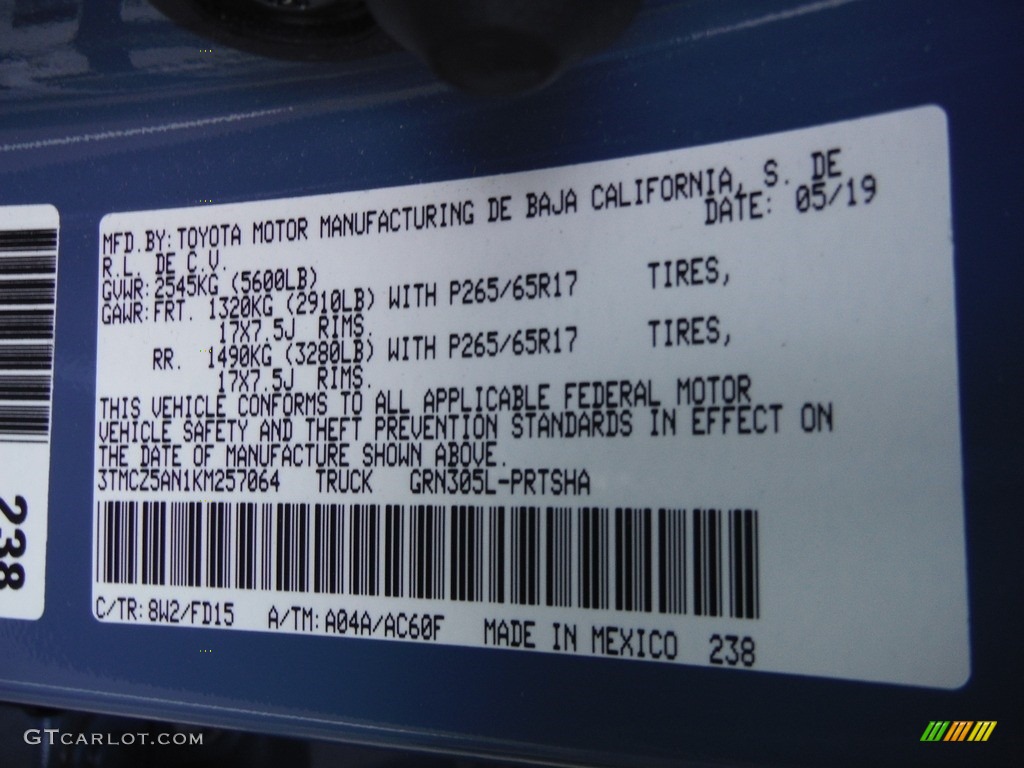 MFD.BY:TOYOTA MOTOR MANUFACTURING DE BAJA CALIFORNIA, S. DE
R.L. DE C.V. DATE: 05/19
GVWR:2545KG (5600LB)
GAWR:FRT. 1320KG (2910LB) WITH P265/65R17 TIRES,
17X7.5J RIMS.
RR. 1490KG (3280LB) WITH P265/65R17 TIRES,
17X7.5J RIMS.
THIS VEHICLE CONFORMS TO ALL APPLICABLE FEDERAL MOTOR
VEHICLE SAFETY AND THEFT PREVENTION STANDARDS IN EFFECT ON
THE DATE OF MANUFACTURE SHOWN ABOVE.
3TMCZ5AN1KM257064 TRUCK GRN305L-PRTSHA
C/TR:8W2/FD15 A/TM:A04A/AC60F MADE IN MEXICO 238
238
GTCARLOT.COM